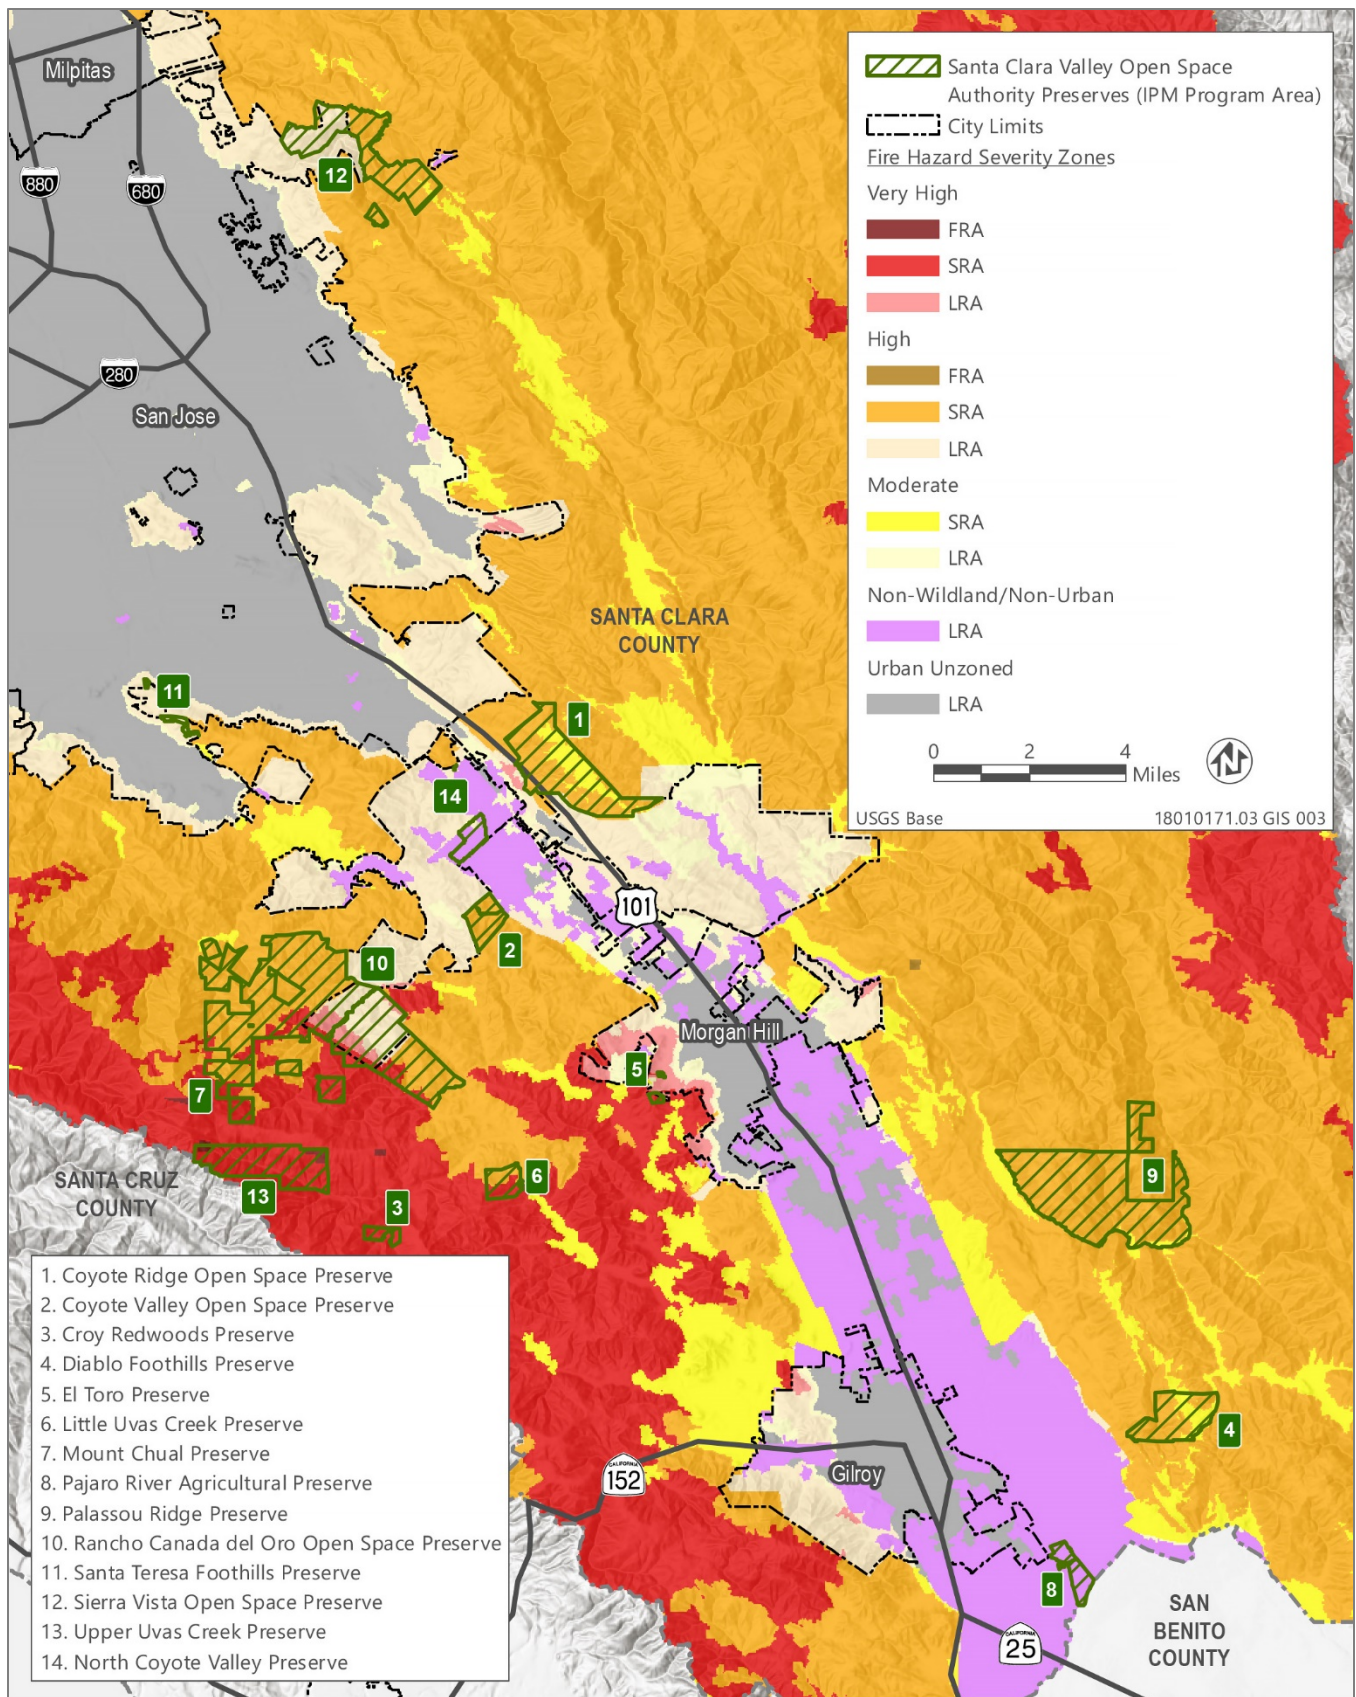 Milpitas
880
680
280
San Jose
12
11
14
1
2
10
7
13
3
6
5
9
4
8
SANTA CLARA
COUNTY
101
Morgan Hill
SANTA CRUZ
COUNTY
CALIFORNIA
152
Gilroy
CALIFORNIA
25
SAN
BENITO
COUNTY
Santa Clara Valley Open Space
Authority Preserves (IPM Program Area)
City Limits
Fire Hazard Severity Zones
Very High
FRA
SRA
LRA
High
FRA
SRA
LRA
Moderate
SRA
LRA
Non-Wildland/Non-Urban
LRA
Urban Unzoned
LRA
0 2 4
Miles
N
USGS Base 18010171.03 GIS 003
1. Coyote Ridge Open Space Preserve
2. Coyote Valley Open Space Preserve
3. Croy Redwoods Preserve
4. Diablo Foothills Preserve
5. El Toro Preserve
6. Little Uvas Creek Preserve
7. Mount Chual Preserve
8. Pajaro River Agricultural Preserve
9. Palassou Ridge Preserve
10. Rancho Canada del Oro Open Space Preserve
11. Santa Teresa Foothills Preserve
12. Sierra Vista Open Space Preserve
13. Upper Uvas Creek Preserve
14. North Coyote Valley Preserve